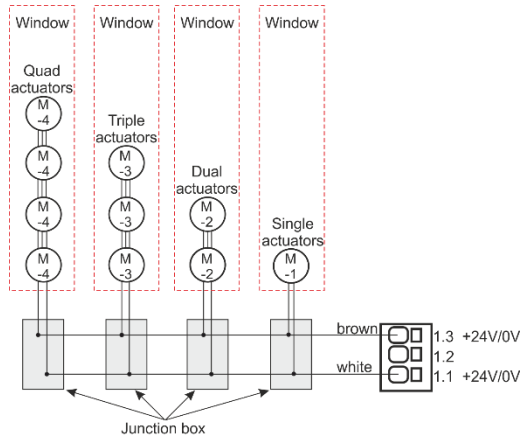 Window
Window
Window
Window
Quad
actuators
M
-4
M
-4
M
-4
M
-4
Triple
actuators
M
-3
M
-3
M
-3
Dual
actuators
M
-2
M
-2
Single
actuators
M
-1
brown
1.3 +24V/0V
1.2
white
1.1 +24V/0V
Junction box